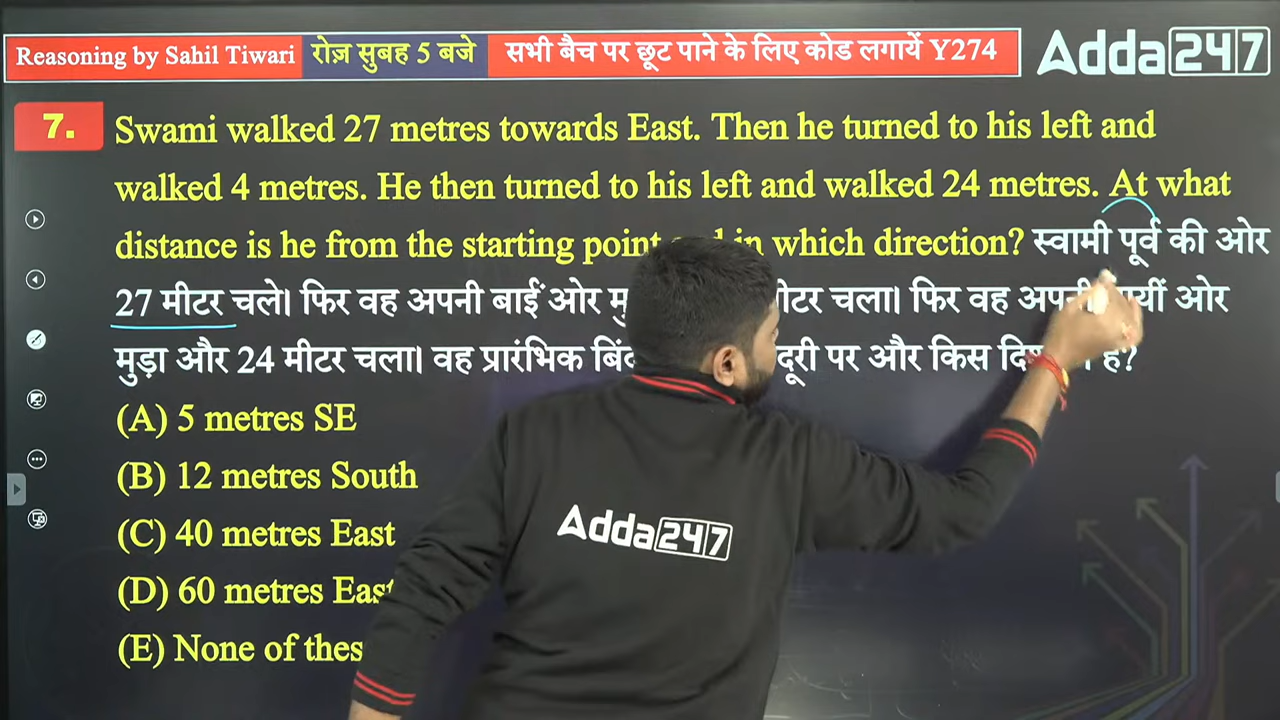 Reasoning by Sahil Tiwari रोज़ सुबह 5 बजे सभी बैच पर छूट पाने के लिए कोड लगायें Y274
Adda247
7. Swami walked 27 metres towards East. Then he turned to his left and
walked 4 metres. He then turned to his left and walked 24 metres. At what
distance is he from the starting point in which direction? स्वामी पूर्व की ओर
27 मीटर चले। फिर वह अपनी बाईं ओर चला। फिर वह ओर
मुड़ा और 24 मीटर चला। वह प्रारंभिक दूरी पर और किस
(A) 5 metres SE
(B) 12 metres South
(C) 40 metres East
(D) 60 metres
(E) None of
Adda247